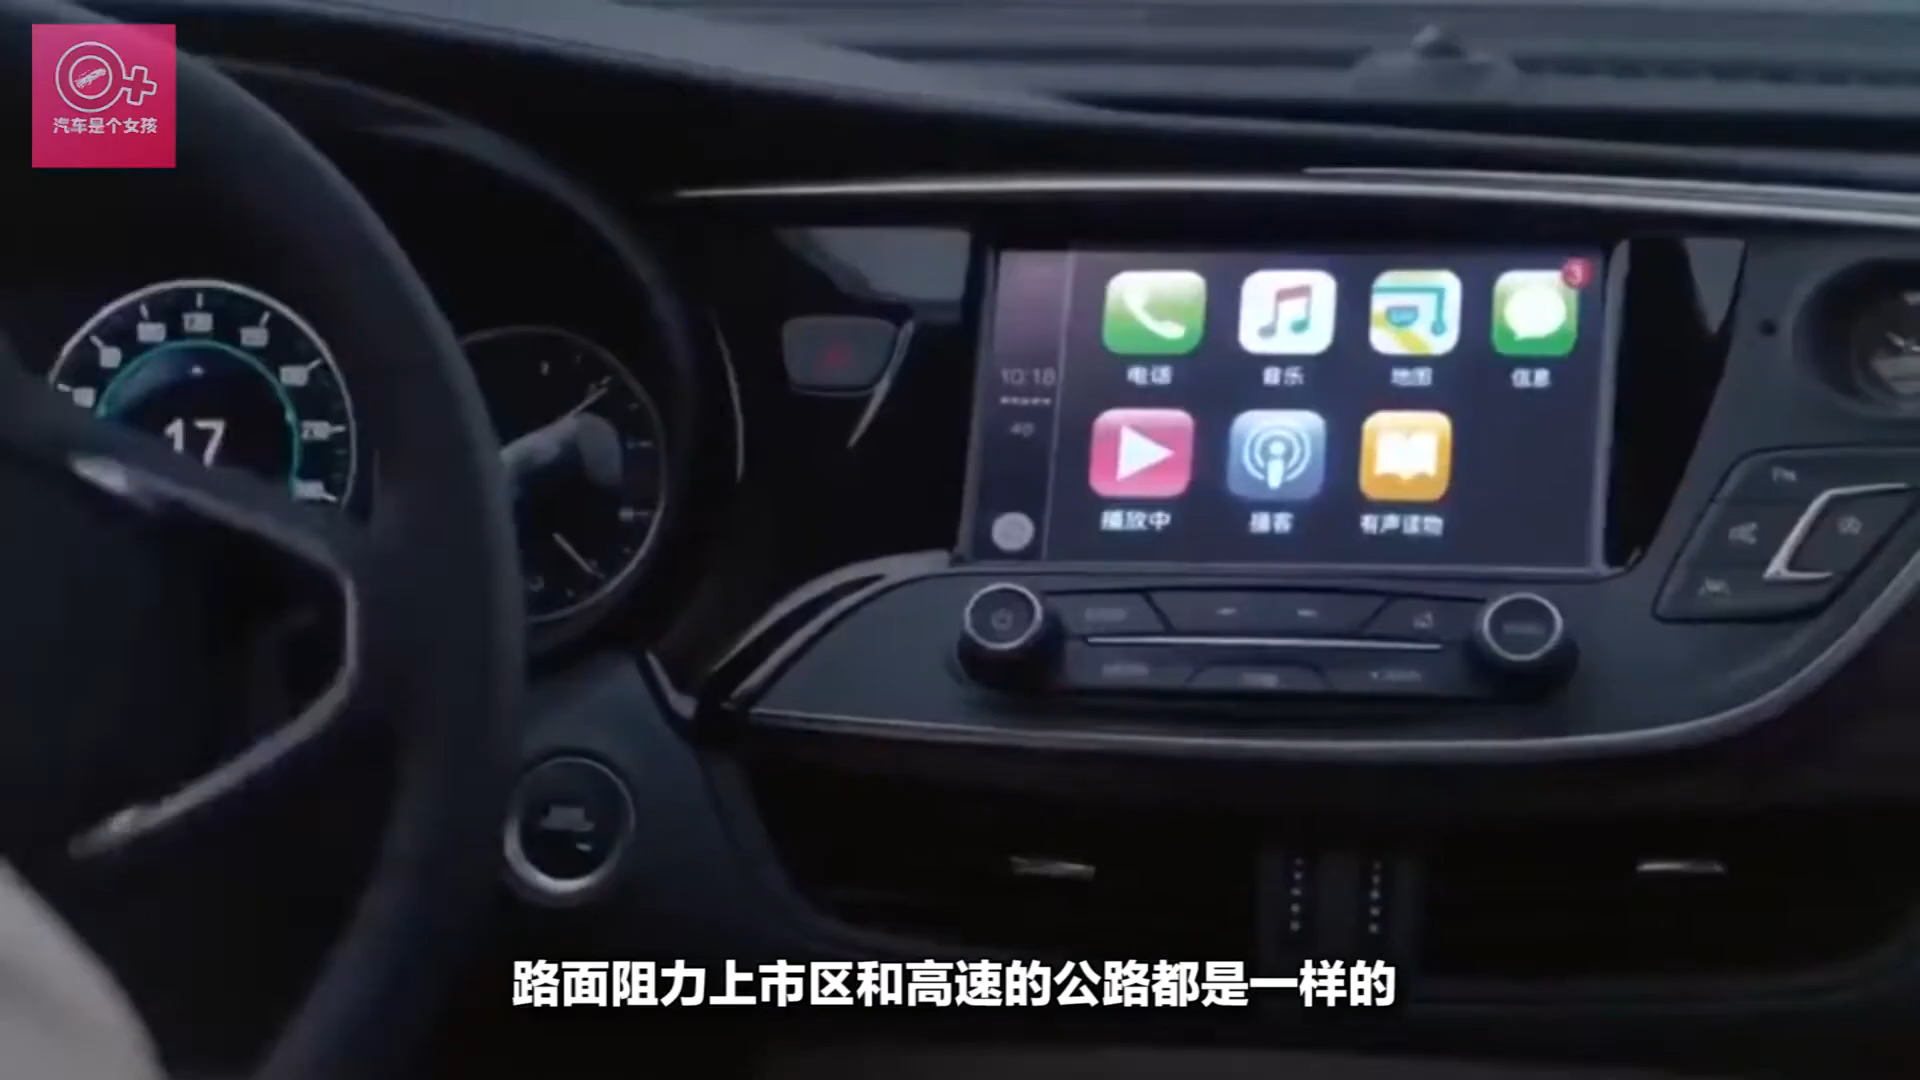 汽车是个女孩
17
10:18
4G
电话
音乐
地图
信息
3
播放中
播客
有声读物
路面阻力上市区和高速的公路都是一样的